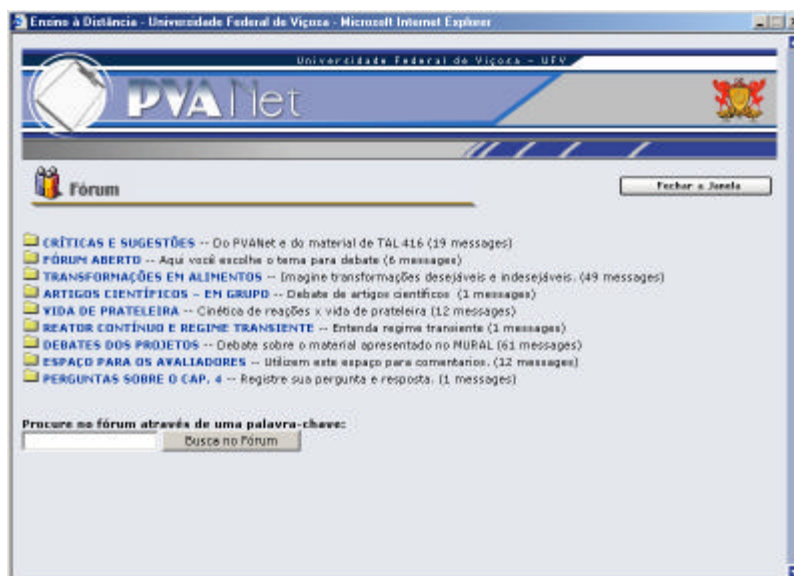 Ensino à Distância - Universidade Federal de Viçosa - Microsoft Internet Explorer
Universidade Federal de Viçosa - UFV
PVANet
Fórum
Fechar a Janela
CRÍTICAS E SUGESTÕES -- Do PVANet e do material de TAL 416 (19 messages)
FÓRUM ABERTO -- Aqui você escolhe o tema para debate (6 messages)
TRANSFORMAÇÕES EM ALIMENTOS -- Imagine transformações desejáveis e indesejáveis. (49 messages)
ARTIGOS CIENTÍFICOS - EM GRUPO -- Debate de artigos científicos (1 messages)
VIDA DE PRATELEIRA -- Cinética de reações x vida de prateleira (12 messages)
REATOR CONTÍNUO E REGIME TRANSIENTE -- Entenda regime transiente (1 messages)
DEBATES DOS PROJETOS -- Debate sobre o material apresentado no MURAL (61 messages)
ESPAÇO PARA OS AVALIADORES -- Utilizem este espaço para comentarios. (12 messages)
PERGUNTAS SOBRE O CAP. 4 -- Registre sua pergunta e resposta. (1 messages)
Procure no fórum através de uma palavra-chave:
Busca no Fórum